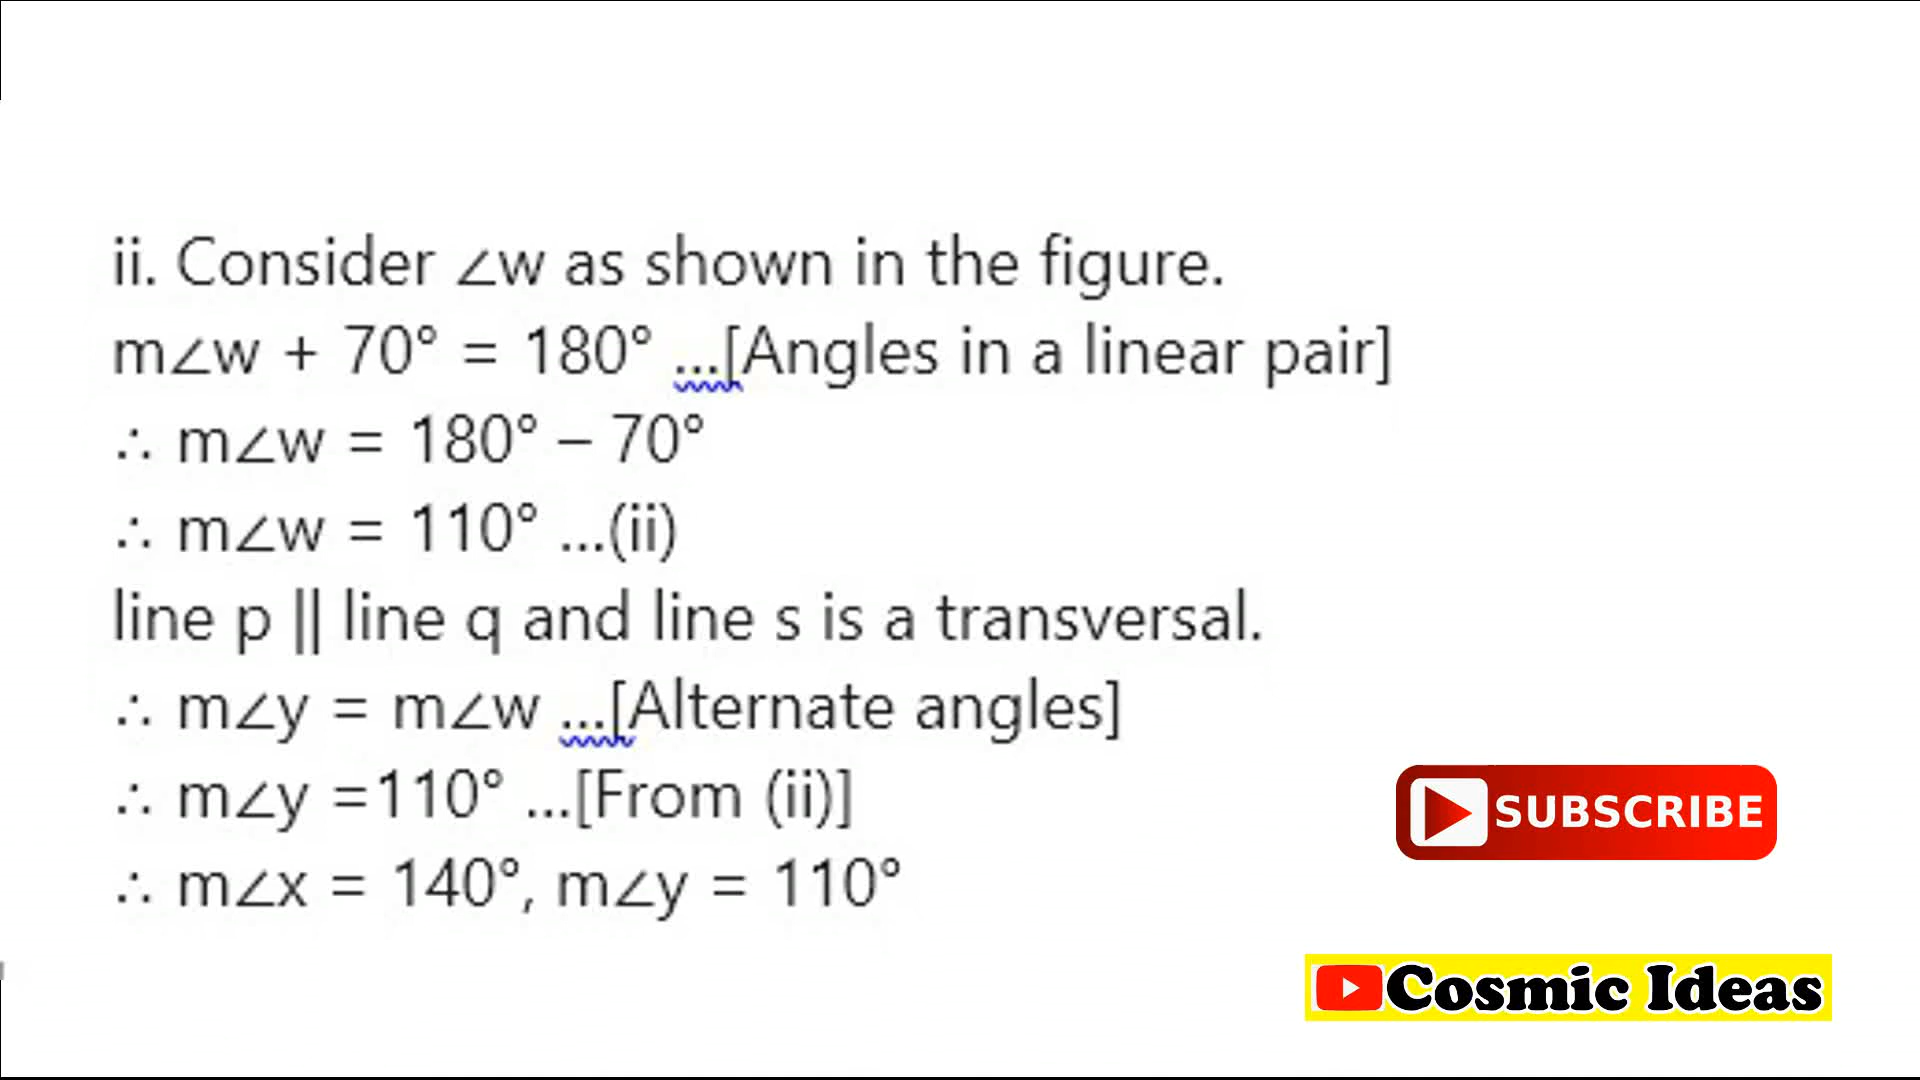 ii. Consider ∠w as shown in the figure.
m∠w + 70° = 180° ...[Angles in a linear pair]
∴ m∠w = 180° – 70°
∴ m∠w = 110° ...(ii)
line p || line q and line s is a transversal.
∴ m∠y = m∠w ...[Alternate angles]
∴ m∠y =110° ...[From (ii)]
∴ m∠x = 140°, m∠y = 110°
SUBSCRIBE
Cosmic Ideas